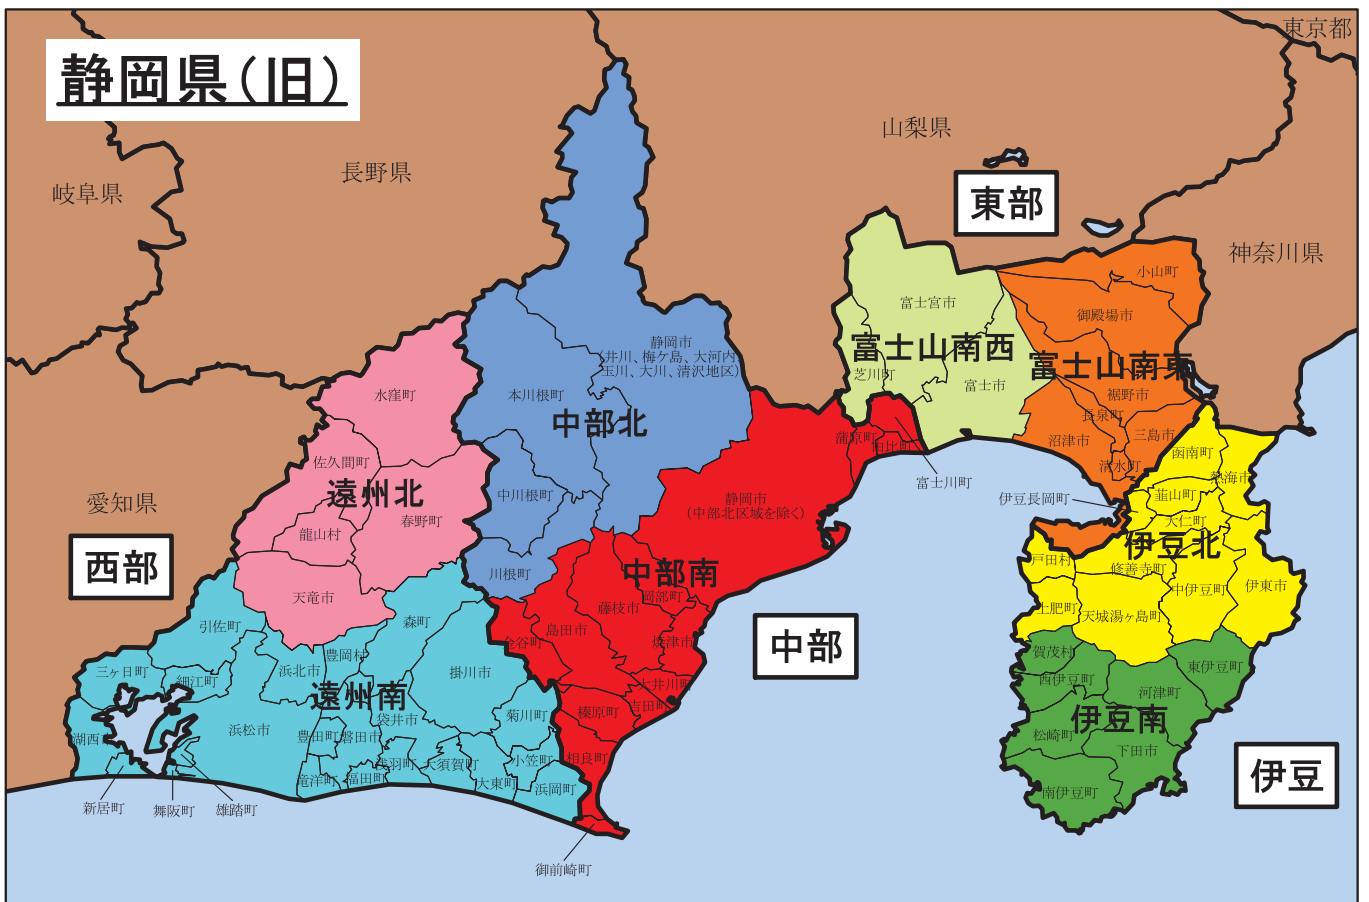 静岡県（旧）
東京都
山梨県
長野県
岐阜県
神奈川県
愛知県
東部
西部
中部
伊豆
小山町
富士宮市
御殿場市
富士山南西
富士山南東
芝川町
富士市
裾野市
長泉町
沼津市
三島市
清水町
静岡市
（井川、梅ケ島、大河内、
玉川、大川、清沢地区）
本川根町
中部北
中川根町
川根町
水窪町
佐久間町
遠州北
春野町
龍山村
天竜市
静岡市
（中部北区域を除く）
蒲原町
由比町
富士川町
中部南
岡部町
藤枝市
島田市
金谷町
焼津市
大井川町
吉田町
榛原町
相良町
御前崎町
函南町
熱海市
伊豆長岡町
韮山町
大仁町
伊豆北
戸田村
修善寺町
中伊豆町
伊東市
土肥町
天城湯ヶ島町
賀茂村
東伊豆町
西伊豆町
河津町
伊豆南
松崎町
下田市
南伊豆町
引佐町
森町
三ヶ日町
細江町
浜北市
豊岡村
掛川市
遠州南
袋井市
菊川町
湖西市
浜松市
豊田町
磐田市
浅羽町
大須賀町
小笠町
竜洋町
福田町
大東町
浜岡町
新居町
舞阪町
雄踏町